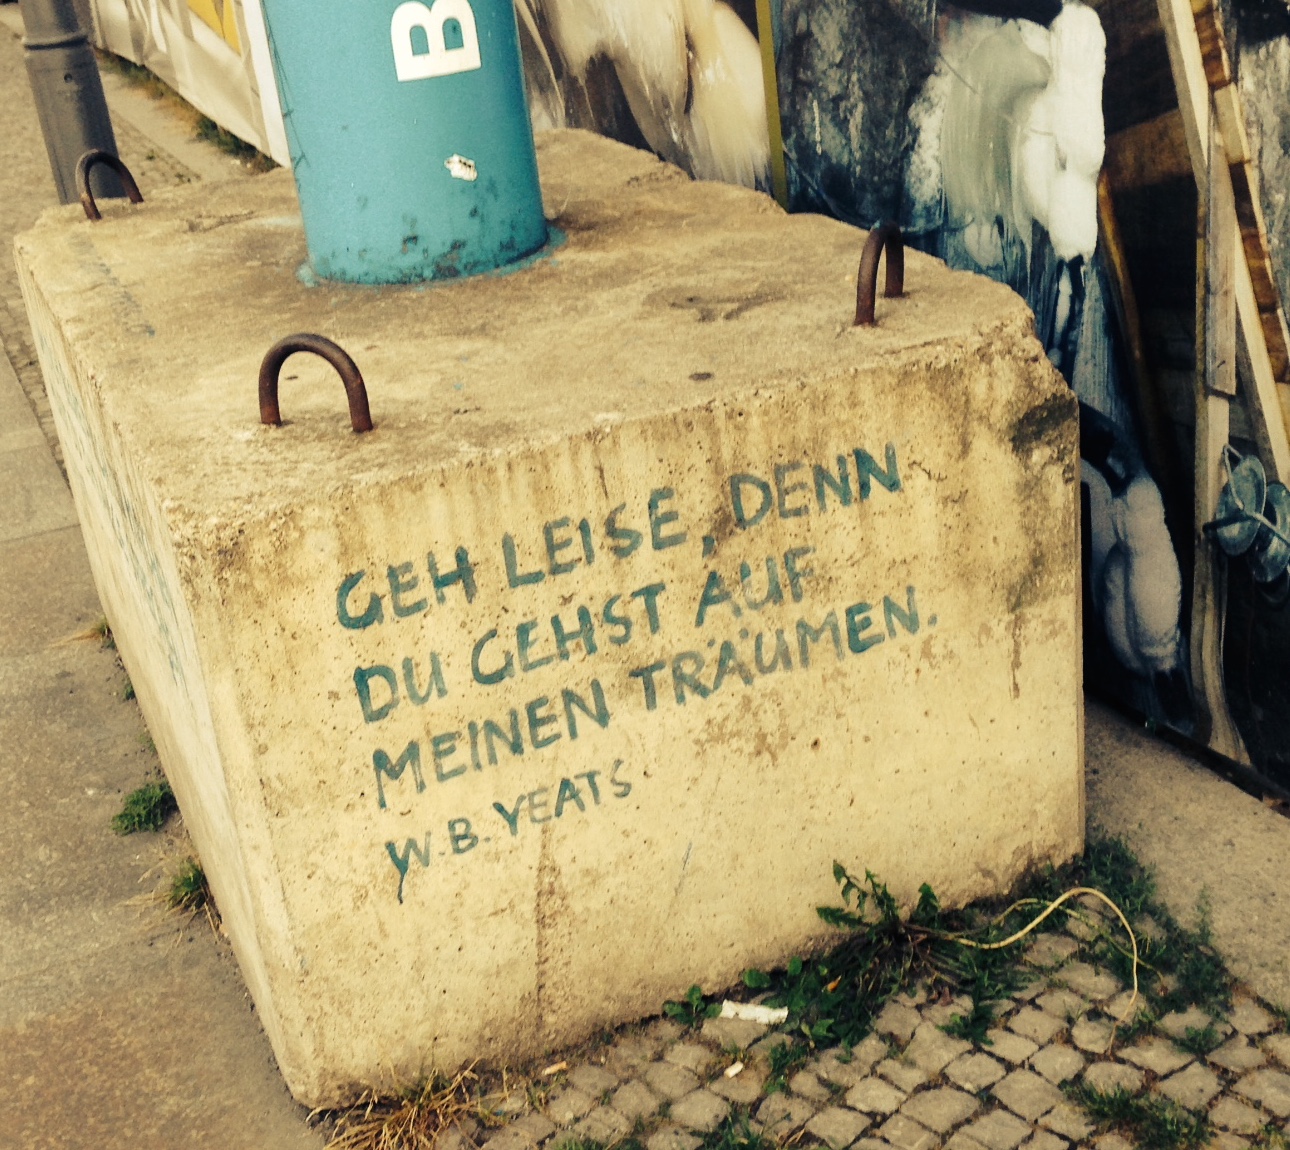 B
GEH LEISE, DENN
DU GEHST AUF
MEINEN TRÄUMEN.
W.B. YEATS